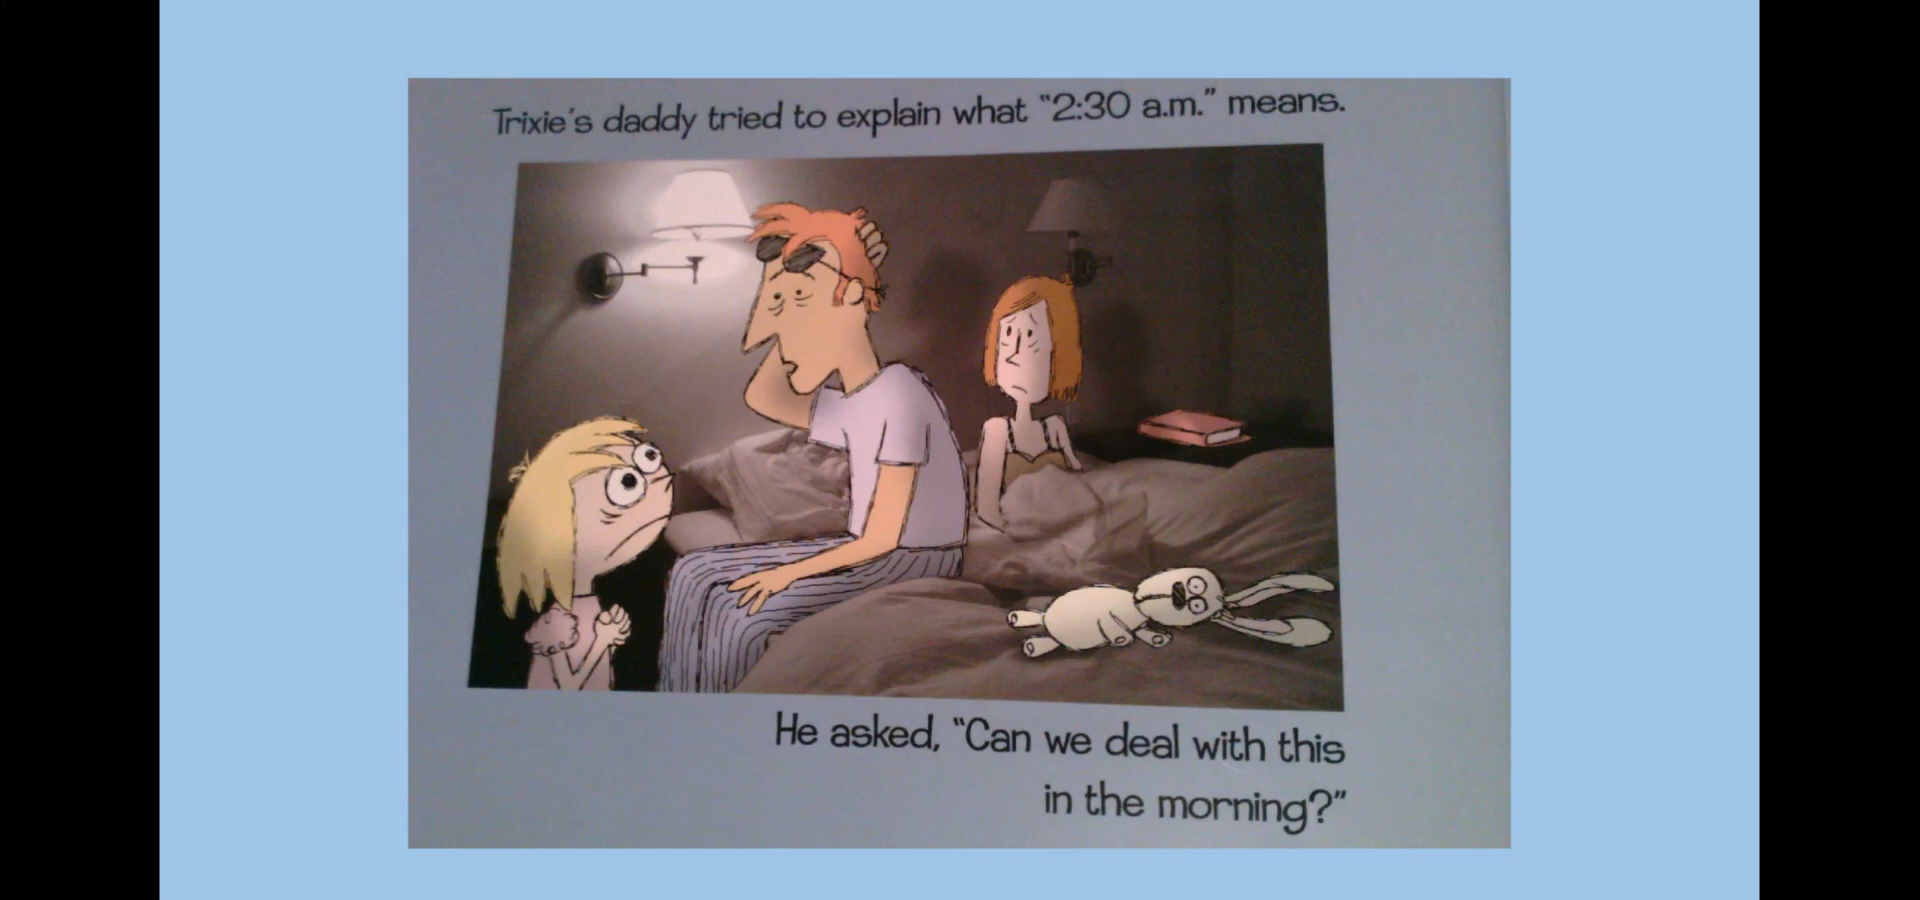 Trixie's daddy tried to explain what "2:30 a.m." means.
He asked, "Can we deal with this
in the morning?"